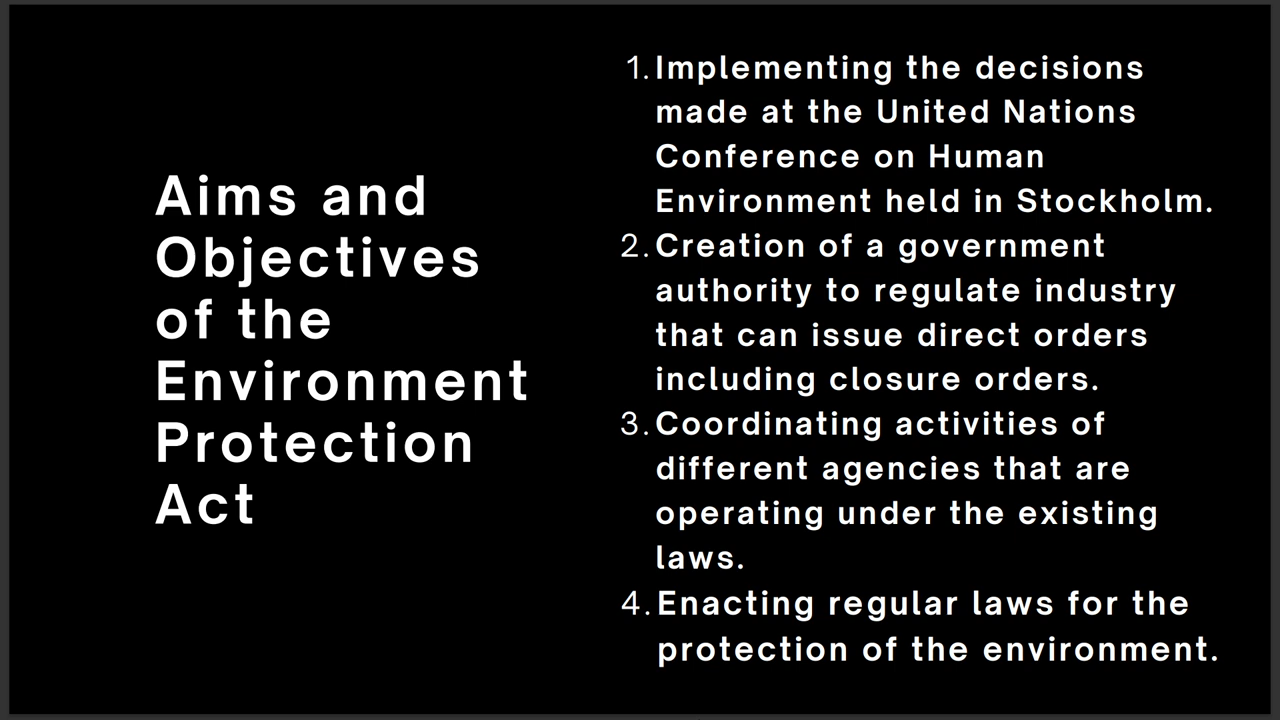 Aims and
Objectives
of the
Environment
Protection
Act
1. Implementing the decisions
made at the United Nations
Conference on Human
Environment held in Stockholm.
2. Creation of a government
authority to regulate industry
that can issue direct orders
including closure orders.
3. Coordinating activities of
different agencies that are
operating under the existing
laws.
4. Enacting regular laws for the
protection of the environment.